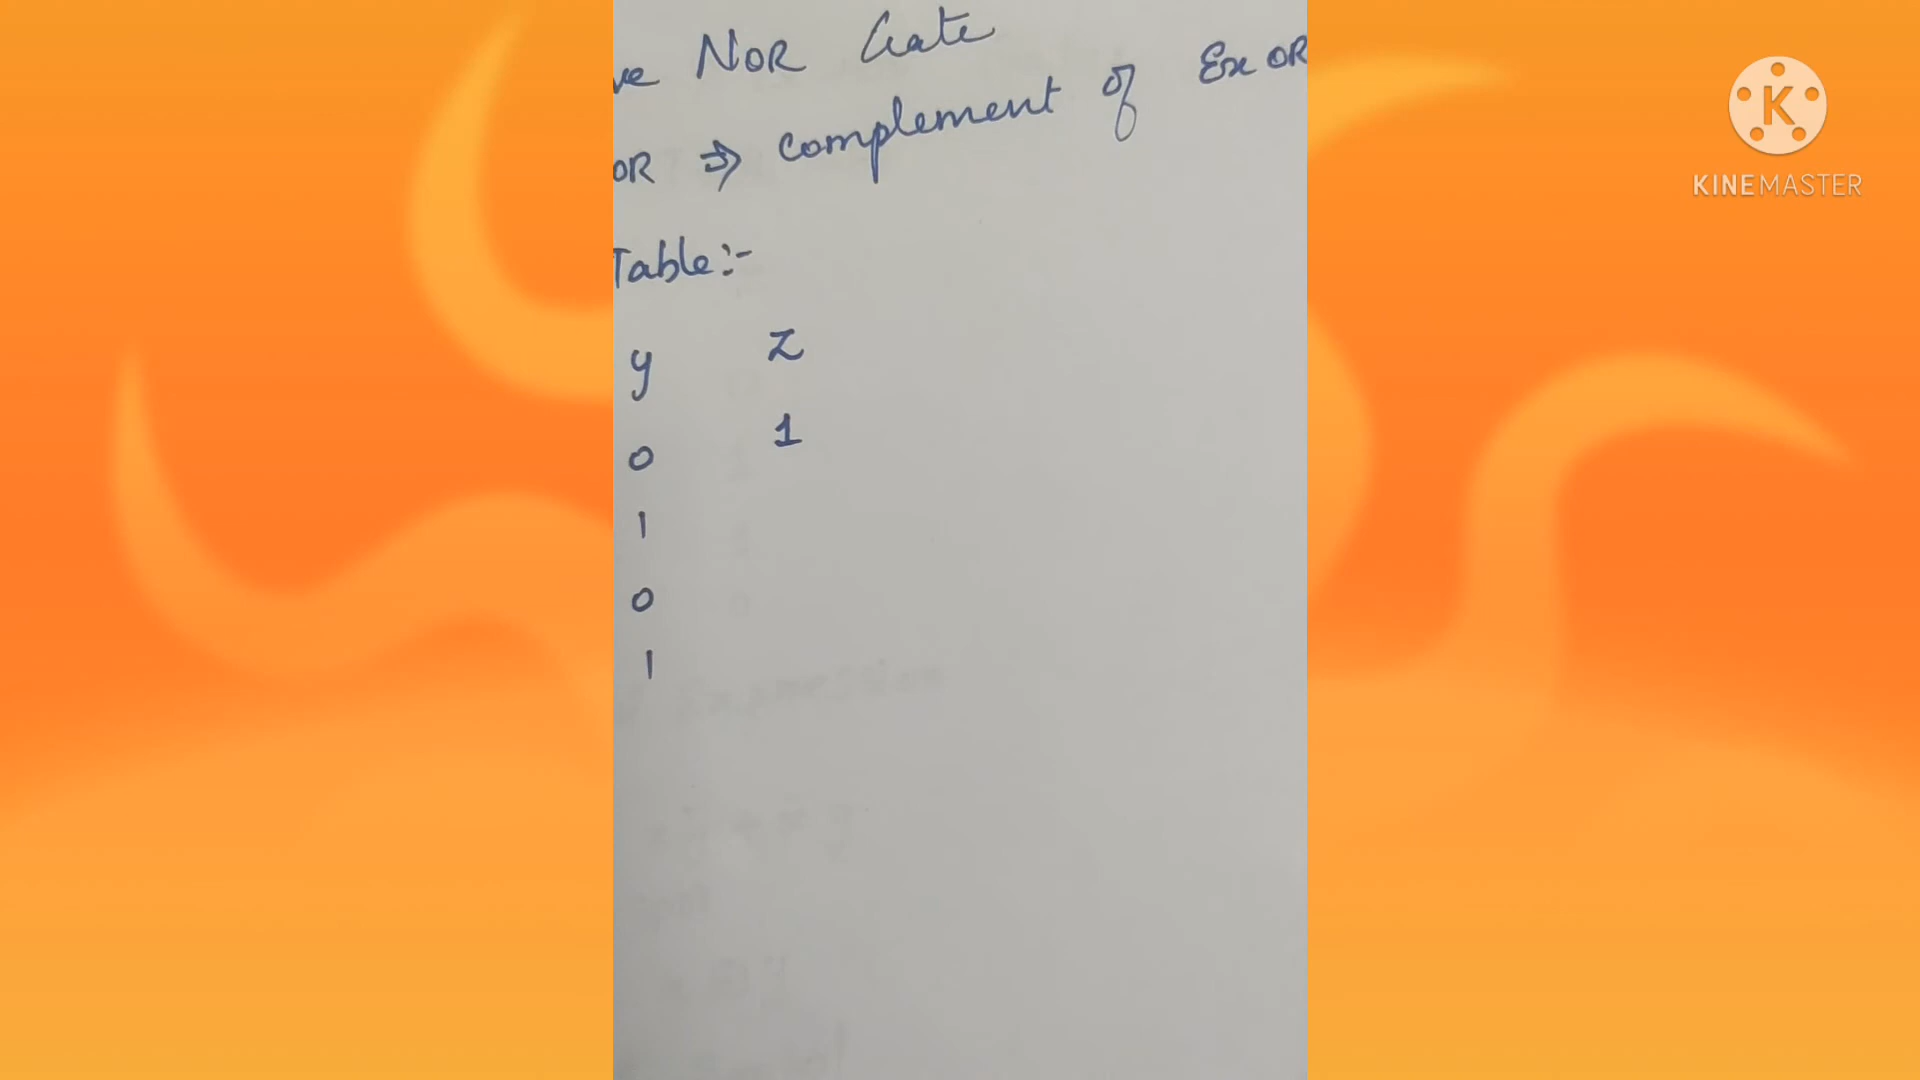 ve NOR Gate
OR ⇒ complement of Ex OR
Table:-
y z
0 1
1
0
1
KINEMASTER